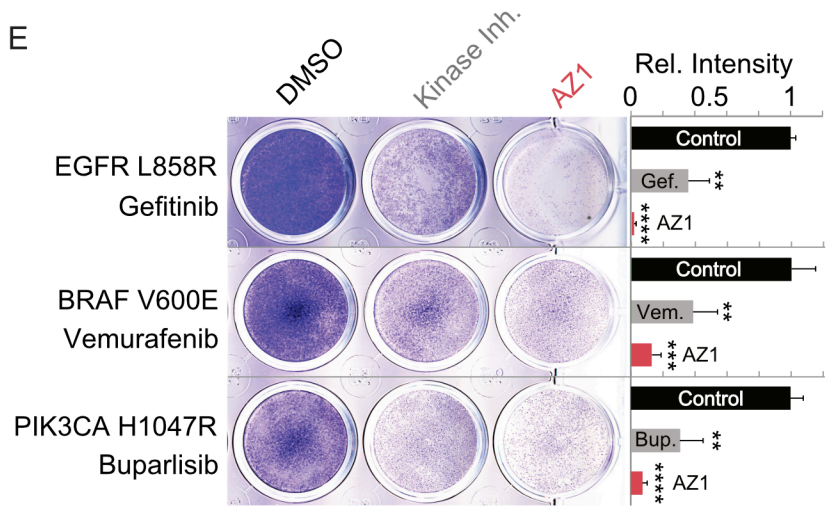 E
DMSO
Kinase Inh.
AZ1
Rel. Intensity
0 0.5 1
EGFR L858R
Gefitinib
Control
Gef. **
**** AZ1
BRAF V600E
Vemurafenib
Control
Vem. **
*** AZ1
PIK3CA H1047R
Buparlisib
Control
Bup. **
**** AZ1